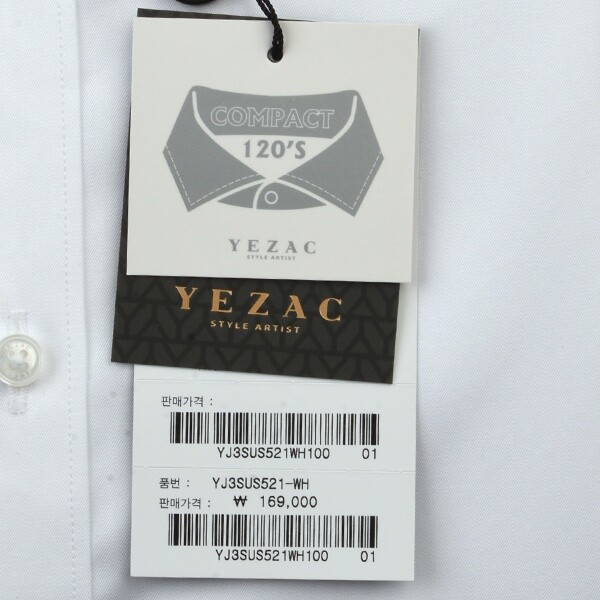 COMPACT
120'S
YEZAC
STYLE ARTIST
YEZAC
STYLE ARTIST
판매가격 :
YJ3SUS521WH100 01
품번 : YJ3SUS521-WH
판매가격 : ₩ 169,000
YJ3SUS521WH100 01